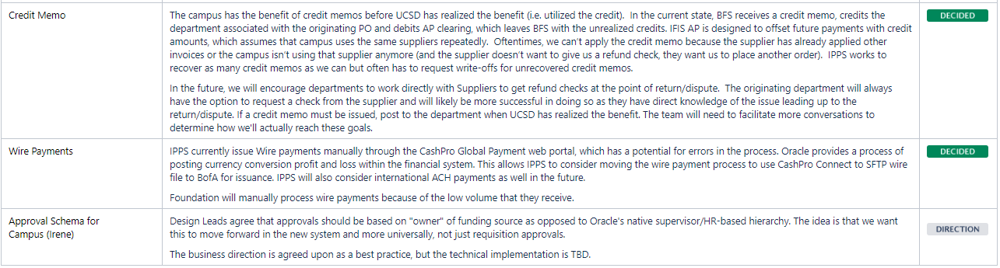 Credit Memo
The campus has the benefit of credit memos before UCSD has realized the benefit (i.e. utilized the credit).  In the current state, BFS receives a credit memo, credits the
department associated with the originating PO and debits AP clearing, which leaves BFS with the unrealized credits. IFIS AP is designed to offset future payments with credit
amounts, which assumes that campus uses the same suppliers repeatedly.  Oftentimes, we can't apply the credit memo because the supplier has already applied other
invoices or the campus isn't using that supplier anymore (and the supplier doesn't want to give us a refund check, they want us to place another order).  IPPS works to
recover as many credit memos as we can but often has to request write-offs for unrecovered credit memos.
In the future, we will encourage departments to work directly with Suppliers to get refund checks at the point of return/dispute.  The originating department will always
have the option to request a check from the supplier and will likely be more successful in doing so as they have direct knowledge of the issue leading up to the
return/dispute. If a credit memo must be issued, post to the department when UCSD has realized the benefit. The team will need to facilitate more conversations to
determine how we'll actually reach these goals.
DECIDED
Wire Payments
IPPS currently issue Wire payments manually through the CashPro Global Payment web portal, which has a potential for errors in the process. Oracle provides a process of
posting currency conversion profit and loss within the financial system. This allows IPPS to consider moving the wire payment process to use CashPro Connect to SFTP wire
file to BofA for issuance. IPPS will also consider international ACH payments as well in the future.
Foundation will manually process wire payments because of the low volume that they receive.
DECIDED
Approval Schema for
Campus (Irene)
Design Leads agree that approvals should be based on "owner" of funding source as opposed to Oracle's native supervisor/HR-based hierarchy. The idea is that we want
this to move forward in the new system and more universally, not just requisition approvals.
The business direction is agreed upon as a best practice, but the technical implementation is TBD.
DIRECTION